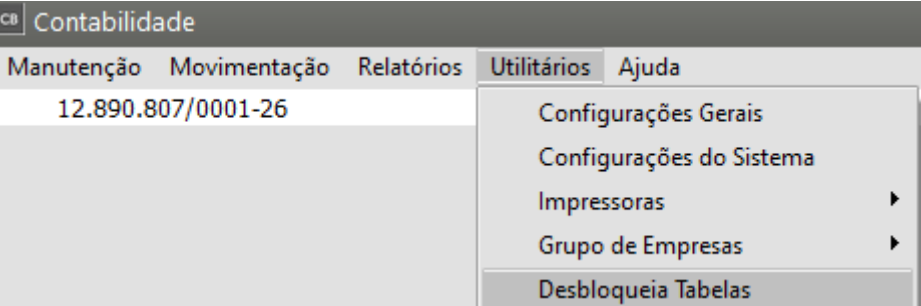 CB Contabilidade
Manutenção Movimentação Relatórios Utilitários Ajuda
12.890.807/0001-26
Configurações Gerais
Configurações do Sistema
Impressoras
Grupo de Empresas
Desbloqueia Tabelas